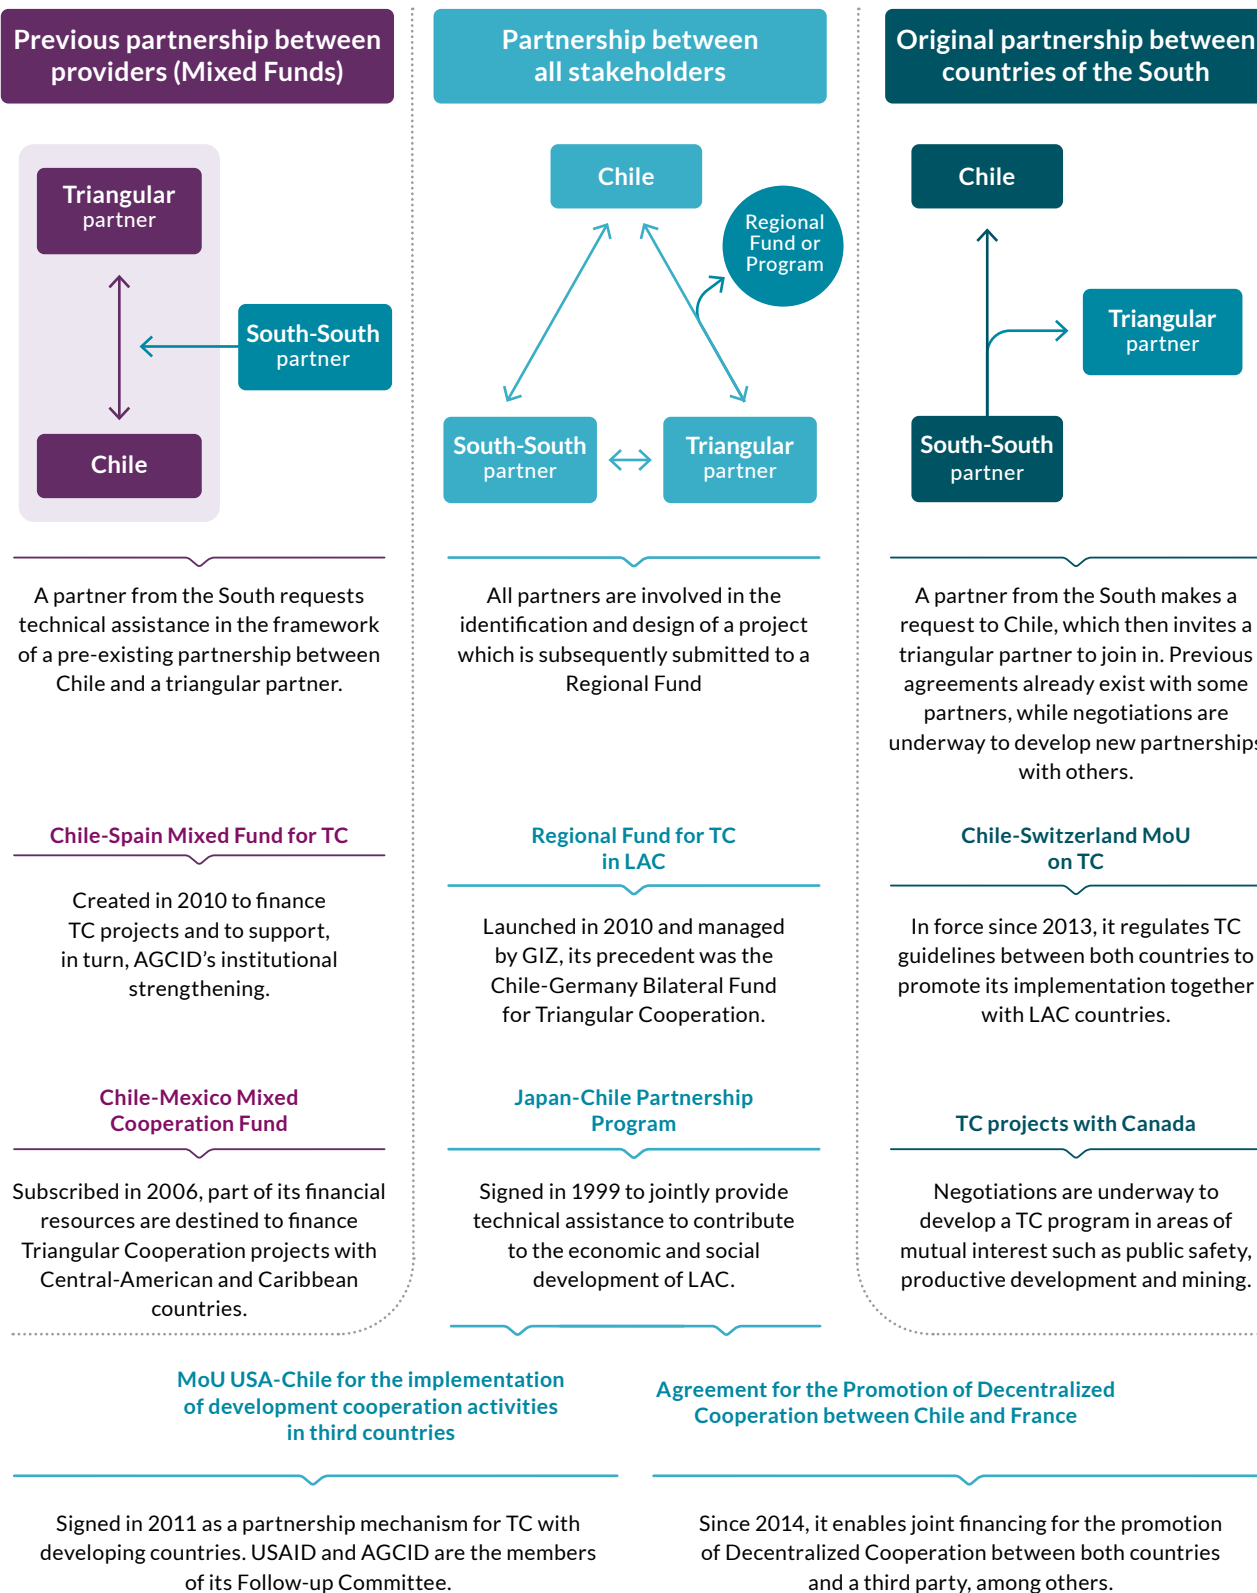 Previous partnership between
providers (Mixed Funds)
Triangular
partner
South-South
partner
Chile
A partner from the South requests
technical assistance in the framework
of a pre-existing partnership between
Chile and a triangular partner.
Chile-Spain Mixed Fund for TC
Created in 2010 to finance
TC projects and to support,
in turn, AGCID’s institutional
strengthening.
Chile-Mexico Mixed
Cooperation Fund
Subscribed in 2006, part of its financial
resources are destined to finance
Triangular Cooperation projects with
Central-American and Caribbean
countries.
Partnership between
all stakeholders
Chile
Regional
Fund or
Program
South-South
partner
Triangular
partner
All partners are involved in the
identification and design of a project
which is subsequently submitted to a
Regional Fund
Regional Fund for TC
in LAC
Launched in 2010 and managed
by GIZ, its precedent was the
Chile-Germany Bilateral Fund
for Triangular Cooperation.
Japan-Chile Partnership
Program
Signed in 1999 to jointly provide
technical assistance to contribute
to the economic and social
development of LAC.
Original partnership between
countries of the South
Chile
Triangular
partner
South-South
partner
A partner from the South makes a
request to Chile, which then invites a
triangular partner to join in. Previous
agreements already exist with some
partners, while negotiations are
underway to develop new partnerships
with others.
Chile-Switzerland MoU
on TC
In force since 2013, it regulates TC
guidelines between both countries to
promote its implementation together
with LAC countries.
TC projects with Canada
Negotiations are underway to
develop a TC program in areas of
mutual interest such as public safety,
productive development and mining.
MoU USA-Chile for the implementation
of development cooperation activities
in third countries
Signed in 2011 as a partnership mechanism for TC with
developing countries. USAID and AGCID are the members
of its Follow-up Committee.
Agreement for the Promotion of Decentralized
Cooperation between Chile and France
Since 2014, it enables joint financing for the promotion
of Decentralized Cooperation between both countries
and a third party, among others.